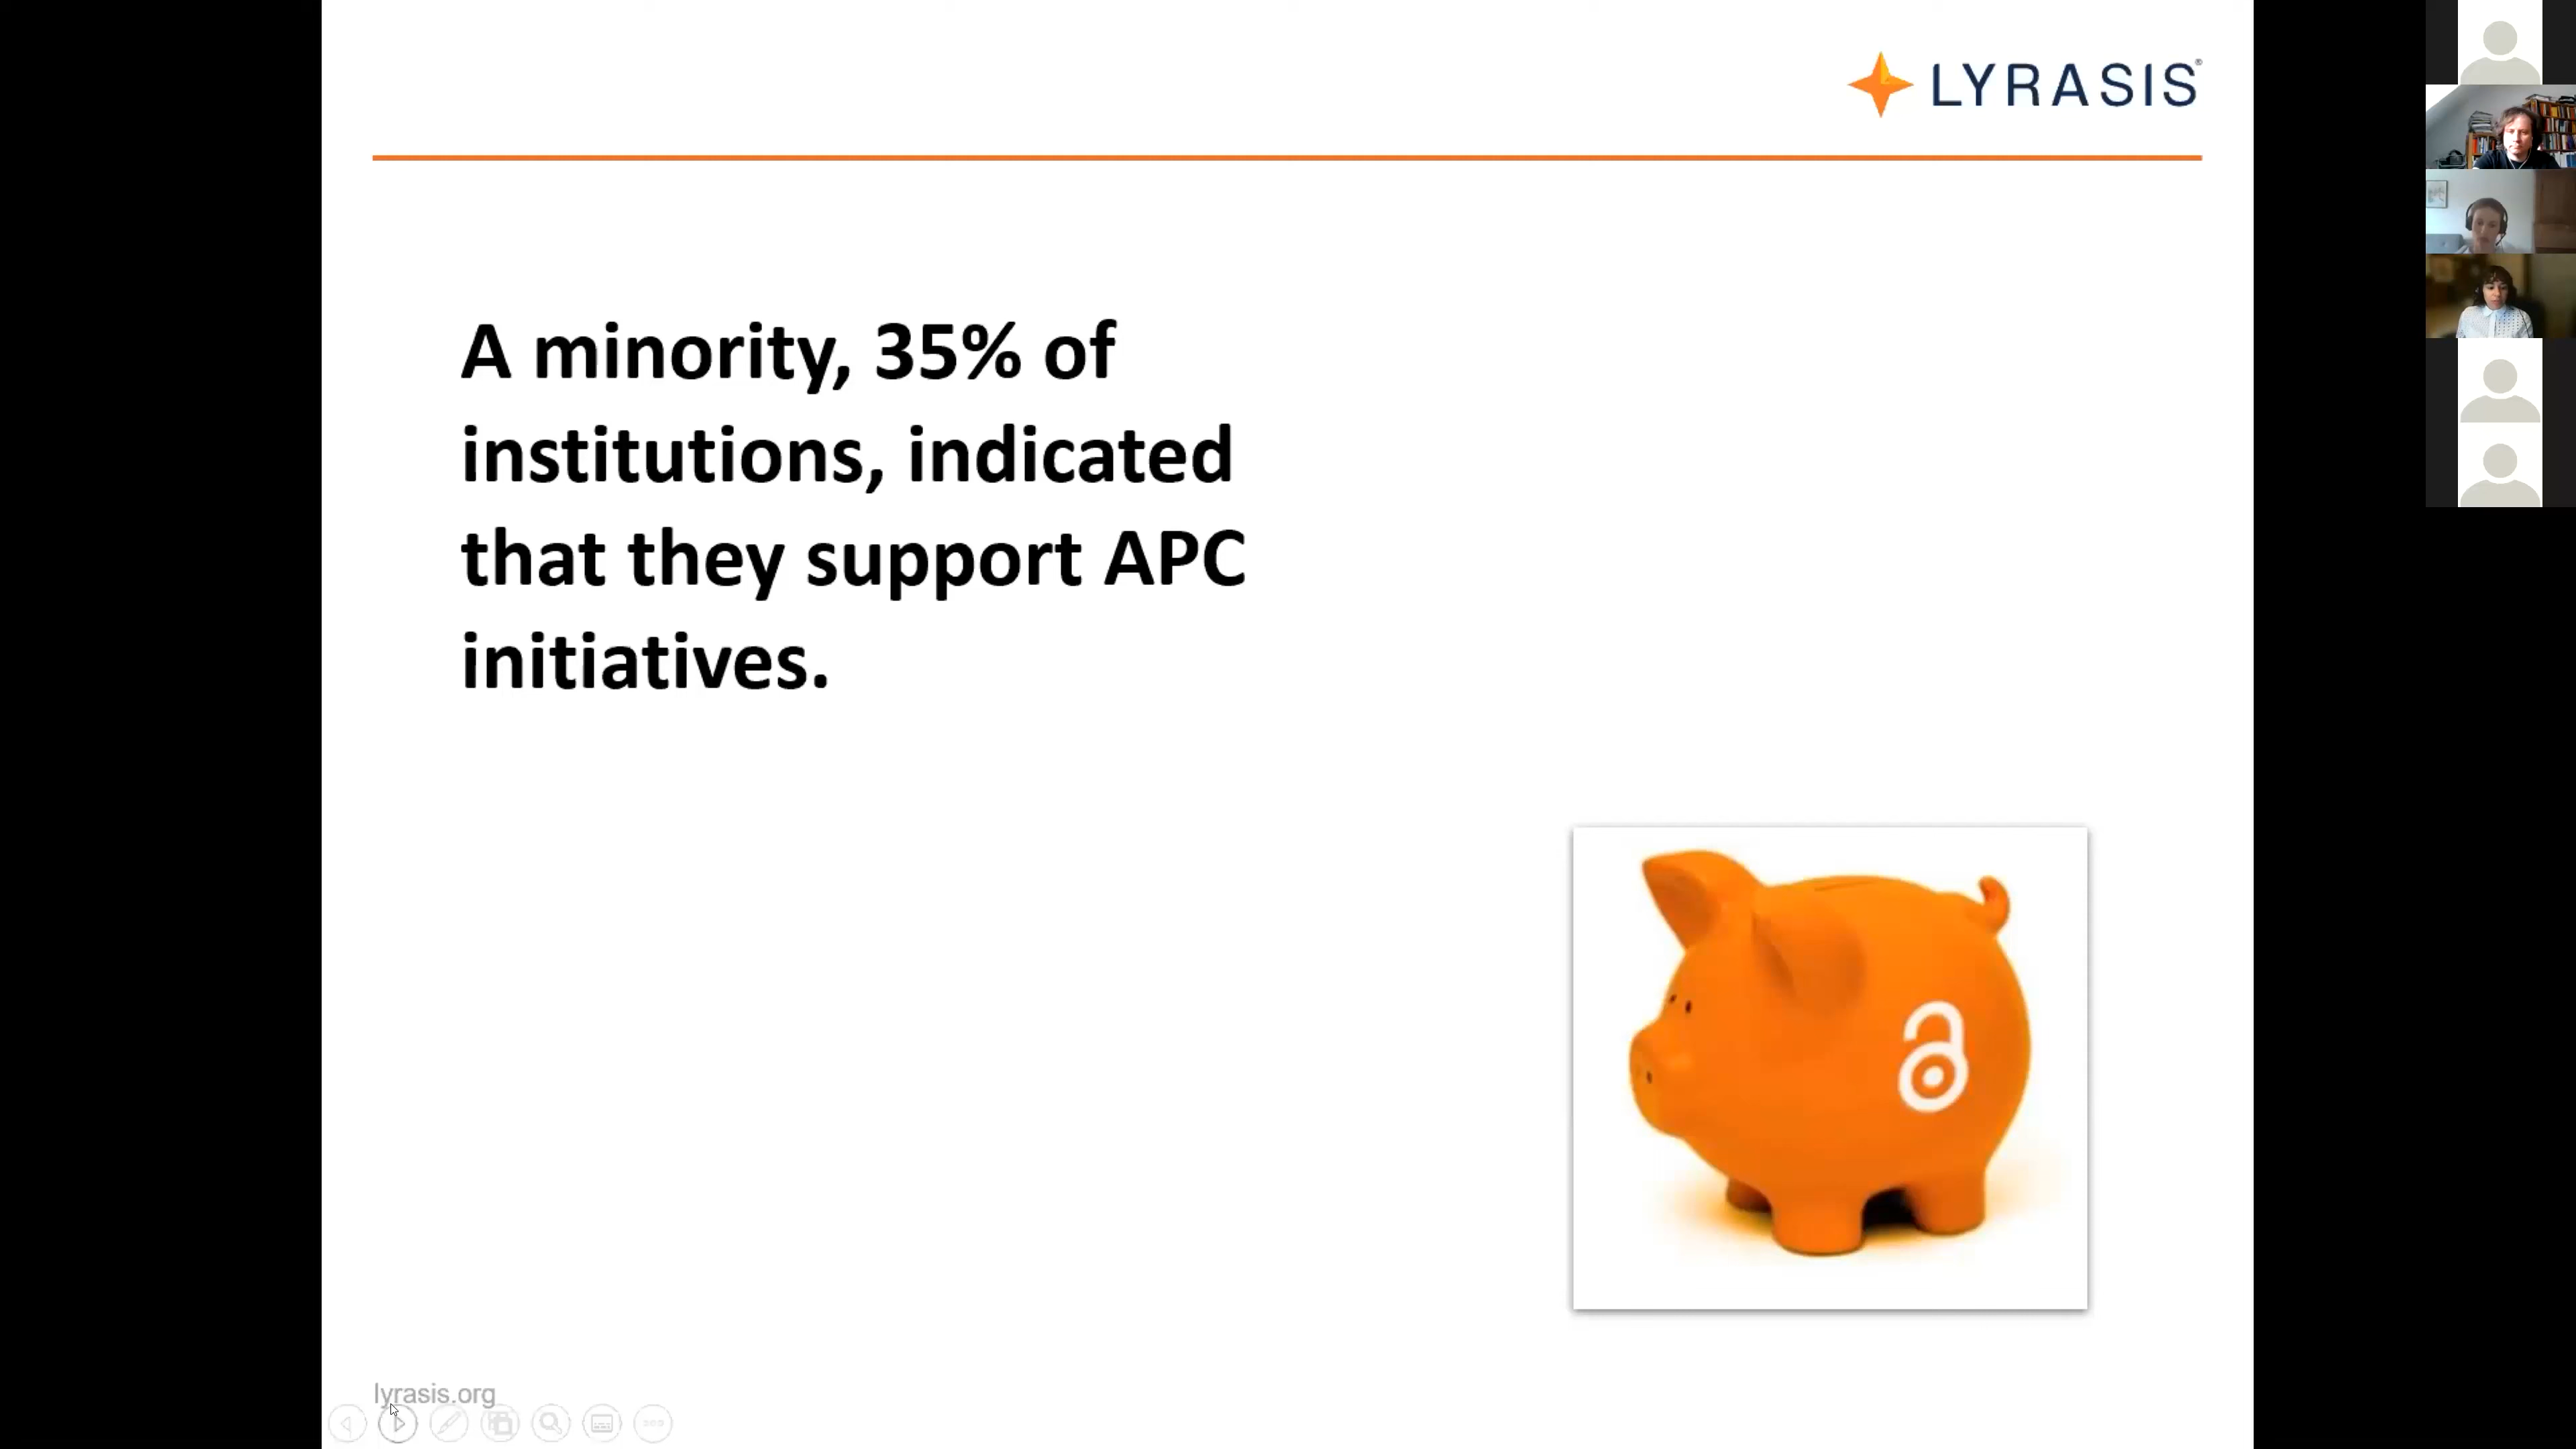 LYRASIS®
A minority, 35% of
institutions, indicated
that they support APC
initiatives.
lyrasis.org